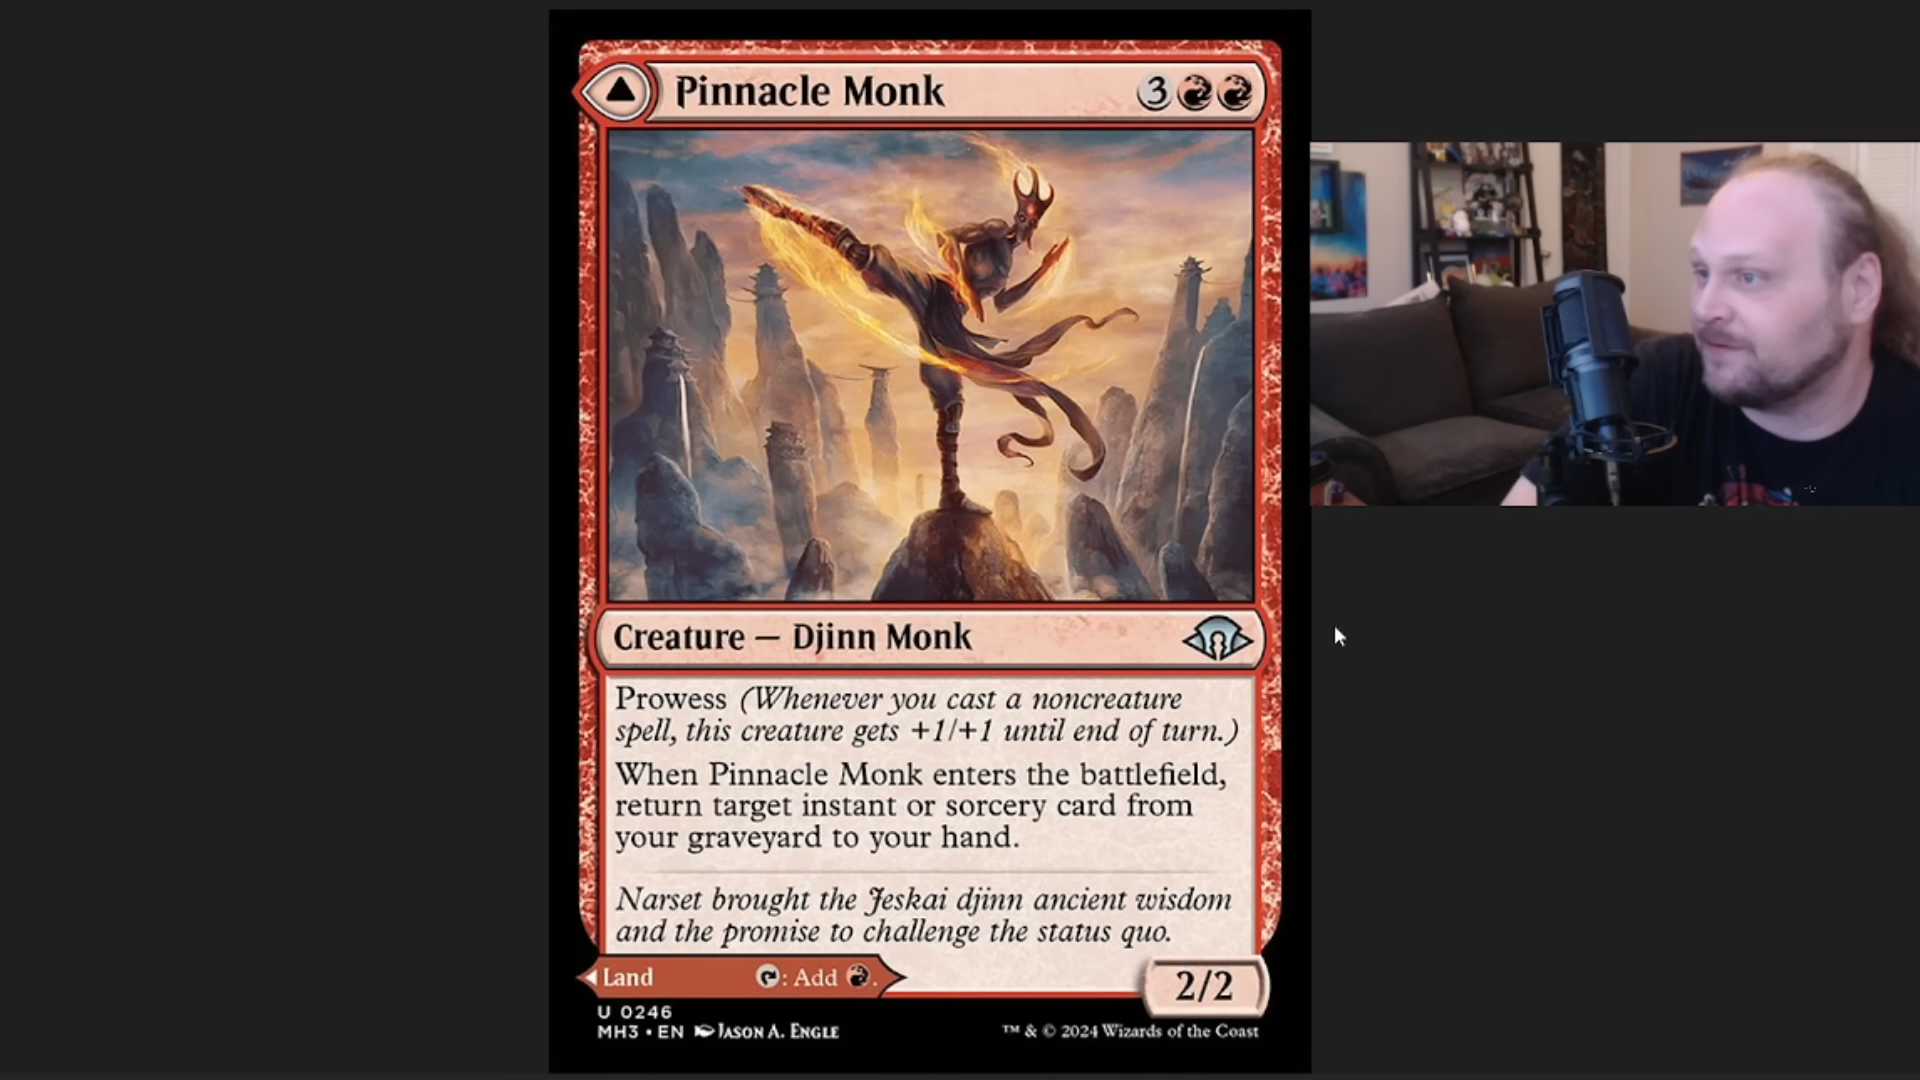 Pinnacle Monk 3
Creature — Djinn Monk
Prowess (Whenever you cast a noncreature
spell, this creature gets +1/+1 until end of turn.)
When Pinnacle Monk enters the battlefield,
return target instant or sorcery card from
your graveyard to your hand.
Narset brought the Jeskai djinn ancient wisdom
and the promise to challenge the status quo.
Land : Add .
2/2
U 0246
MH3 • EN Jason A. Engle
™ & © 2024 Wizards of the Coast